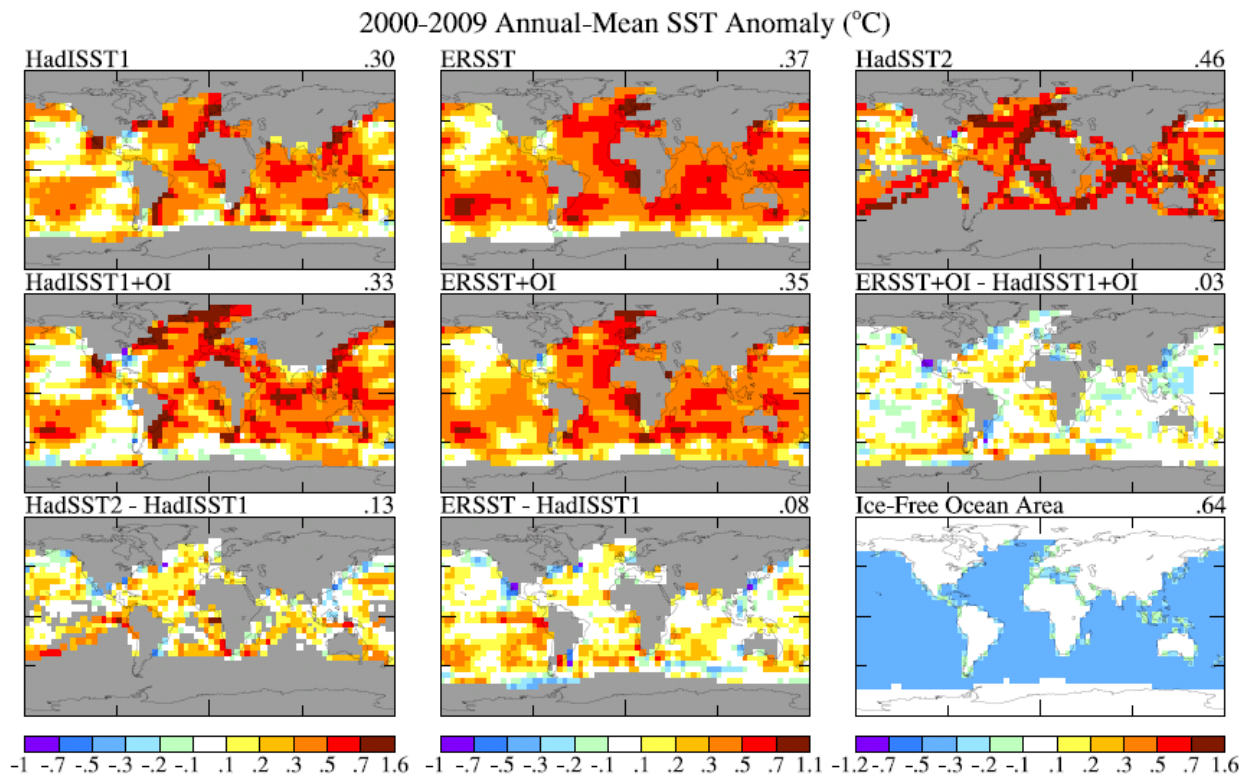 2000-2009 Annual-Mean SST Anomaly (°C)
HadISST1 .30 ERSST .37 HadSST2 .46
HadISST1+OI .33 ERSST+OI .35 ERSST+OI - HadISST1+OI .03
HadSST2 - HadISST1 .13 ERSST - HadISST1 .08 Ice-Free Ocean Area .64
-1 -.7 -.5 -.3 -.2 -.1 .1 .2 .3 .5 .7 1.6 -1 -.7 -.5 -.3 -.2 -.1 .1 .2 .3 .5 .7 1.1 -1.2 -.7 -.5 -.3 -.2 -.1 .1 .2 .3 .5 .7 1.6